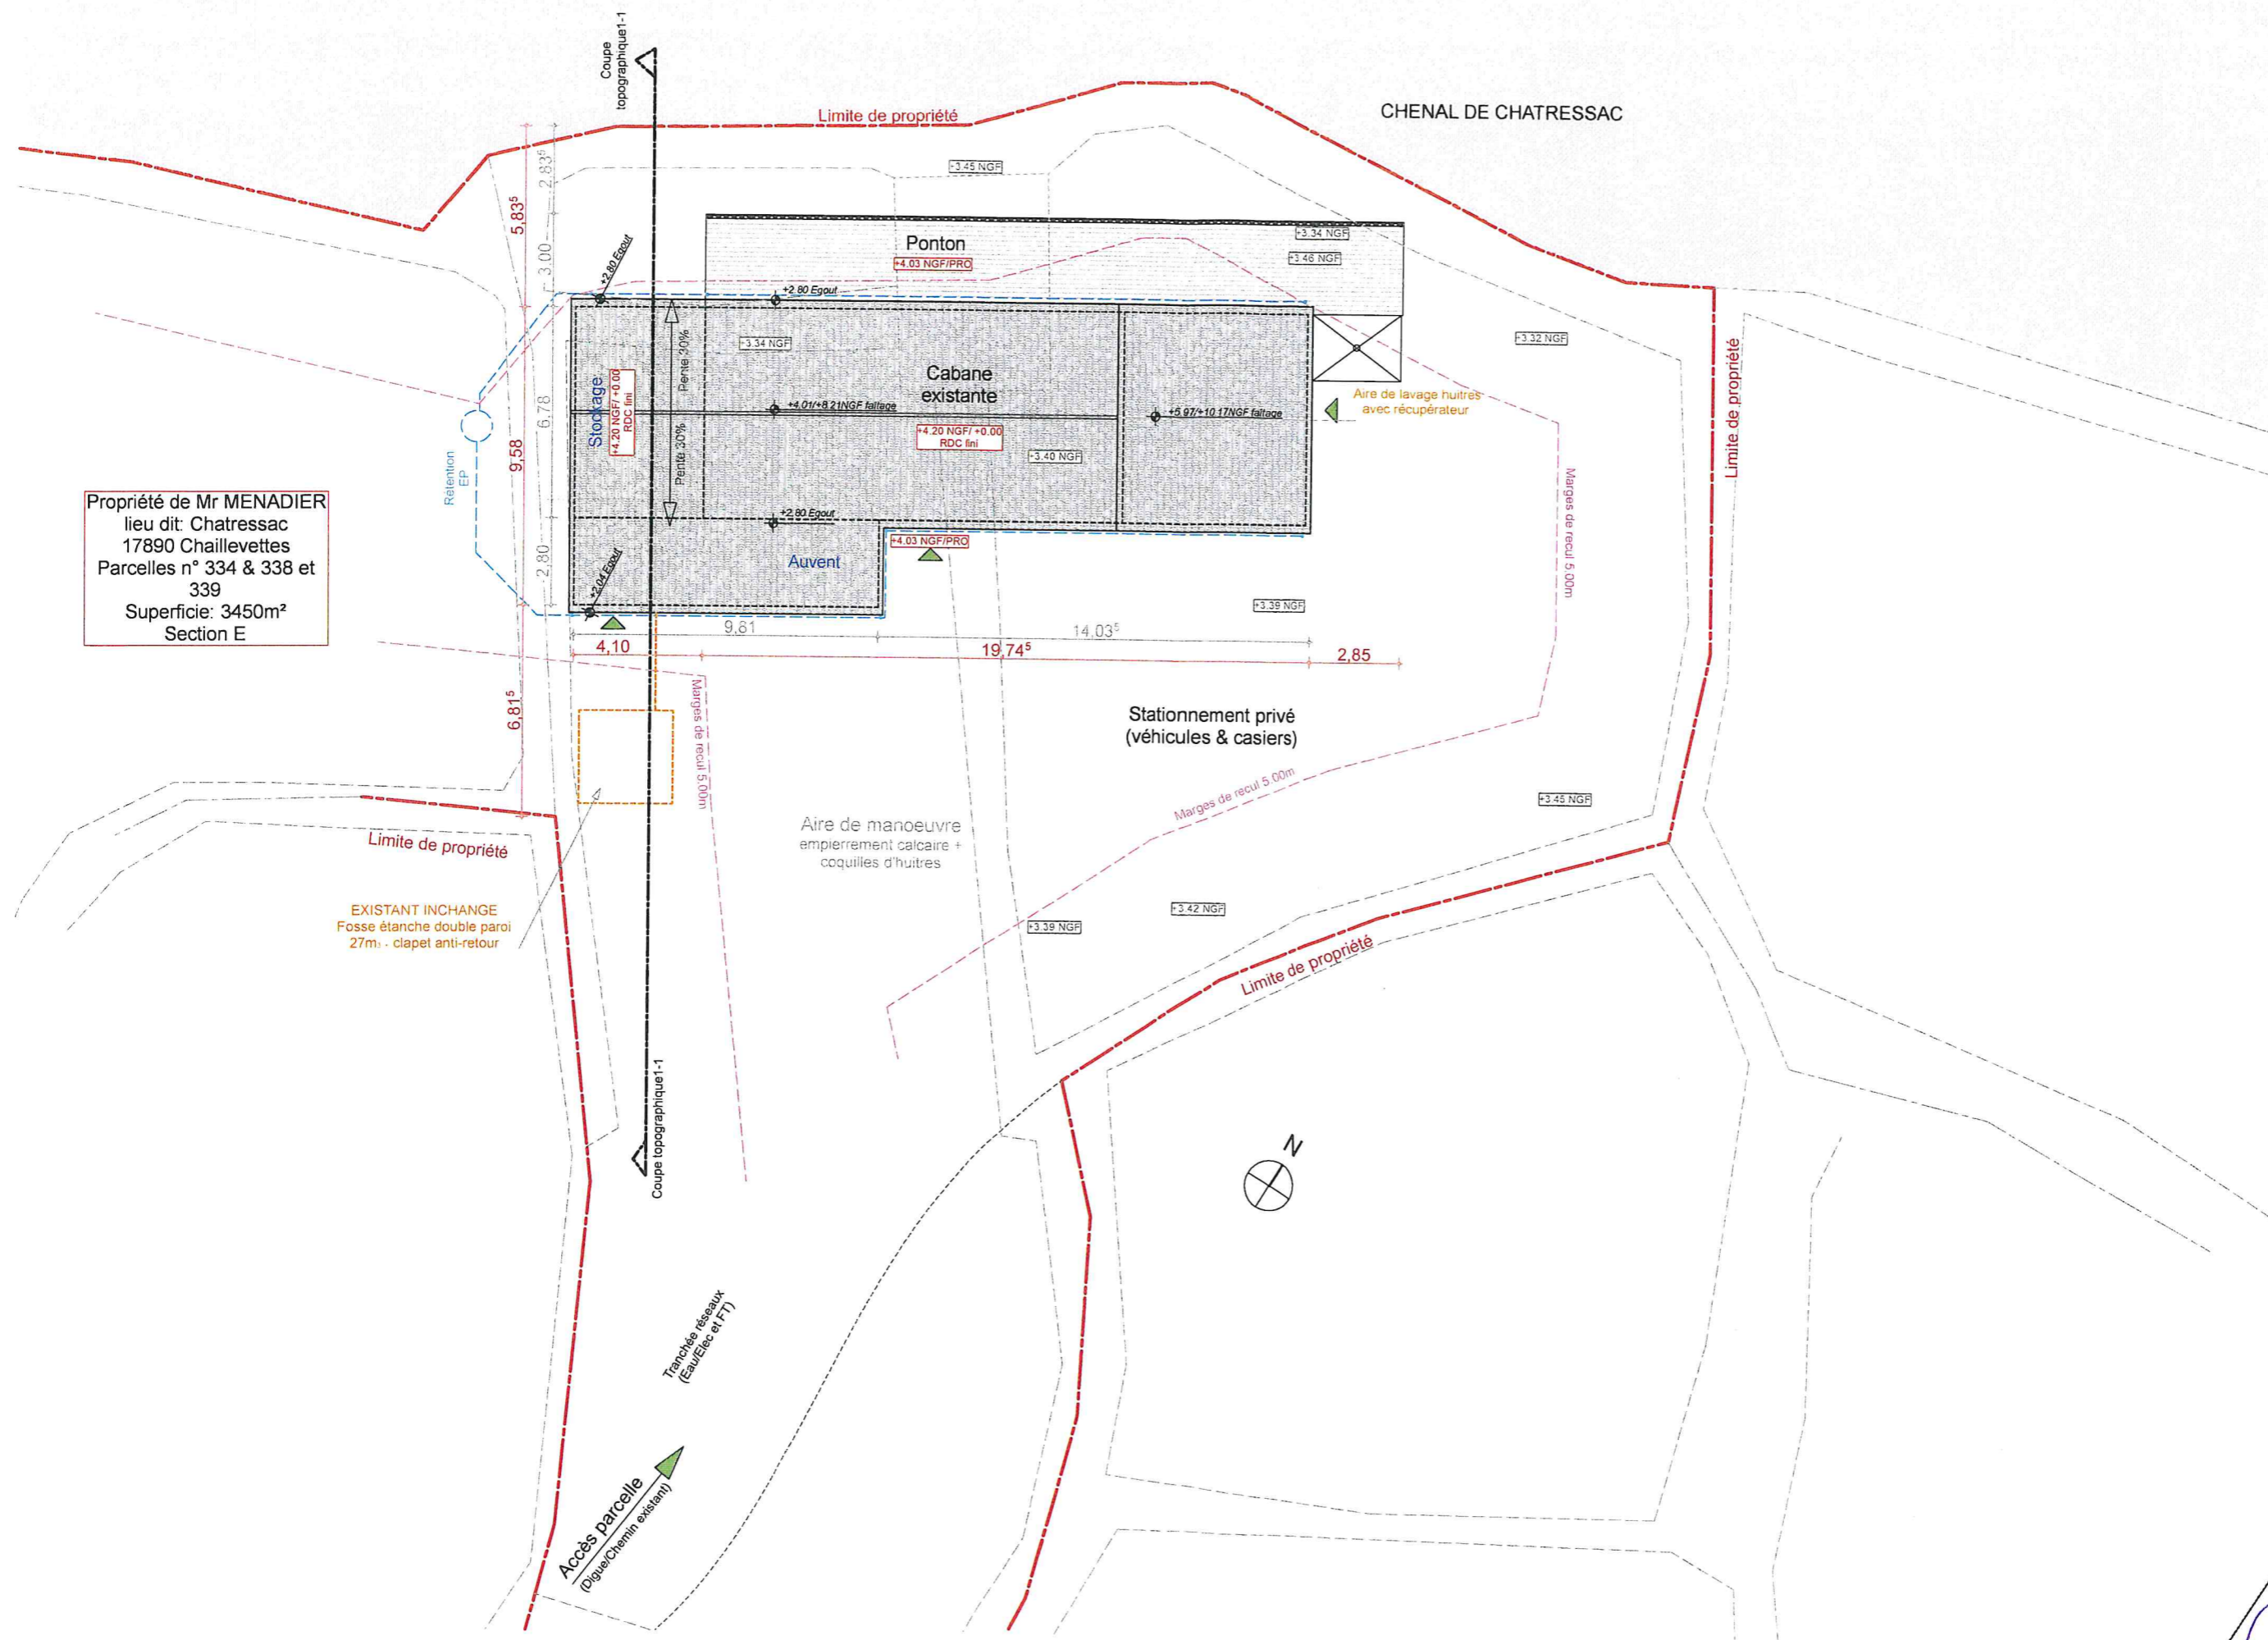 Coupe
topographique1-1
Limite de propriété
CHENAL DE CHATRESSAC
+3.45 NGF
2,83⁵
5,83⁵
3,00
Ponton
+4.03 NGF/PRO
+3.34 NGF
+3.46 NGF
+2.80 Egout
+2.80 Egout
+3.34 NGF
+3.32 NGF
Pente 30%
Cabane
existante
Stockage
+4.20 NGF/ +0.00
RDC fini
+4.01/+8.21NGF faîtage
+5.97/+10.17NGF faîtage
Aire de lavage huîtres
avec récupérateur
Limite de propriété
6,78
9,58
Pente 30%
+4.20 NGF/ +0.00
RDC fini
+3.40 NGF
Rétention
EP
Propriété de Mr MENADIER
lieu dit: Chatressac
17890 Chaillevettes
Parcelles n° 334 & 338 et
339
Superficie: 3450m²
Section E
+2.80 Egout
+4.03 NGF/PRO
Marges de recul 5.00m
2,80
Auvent
+2.04 Egout
+3.39 NGF
9,81
14,03⁵
4,10
19,74⁵
2,85
6,81⁵
Marges de recul 5.00m
Stationnement privé
(véhicules & casiers)
Marges de recul 5.00m
+3.45 NGF
Aire de manoeuvre
empierrement calcaire +
coquilles d'huîtres
Limite de propriété
EXISTANT INCHANGE
Fosse étanche double paroi
27m³ - clapet anti-retour
+3.42 NGF
+3.39 NGF
Limite de propriété
Coupe topographique1-1
N
Tranchée réseaux
(Eau/Elec et FT)
Accès parcelle
(Digue/Chemin existant)